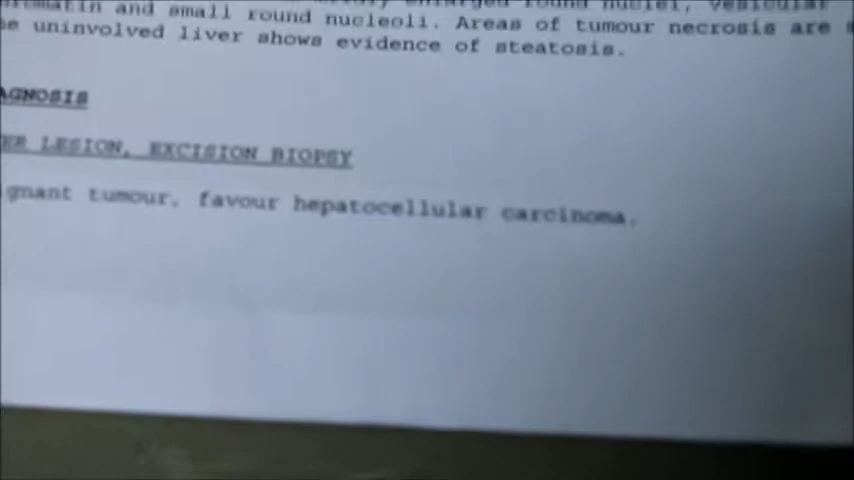 and small round nucleoli. Areas of tumour necrosis are
uninvolved liver shows evidence of steatosis.
AGNOSIS
ER LESION, EXCISION BIOPSY
gnant tumour, favour hepatocellular carcinoma.